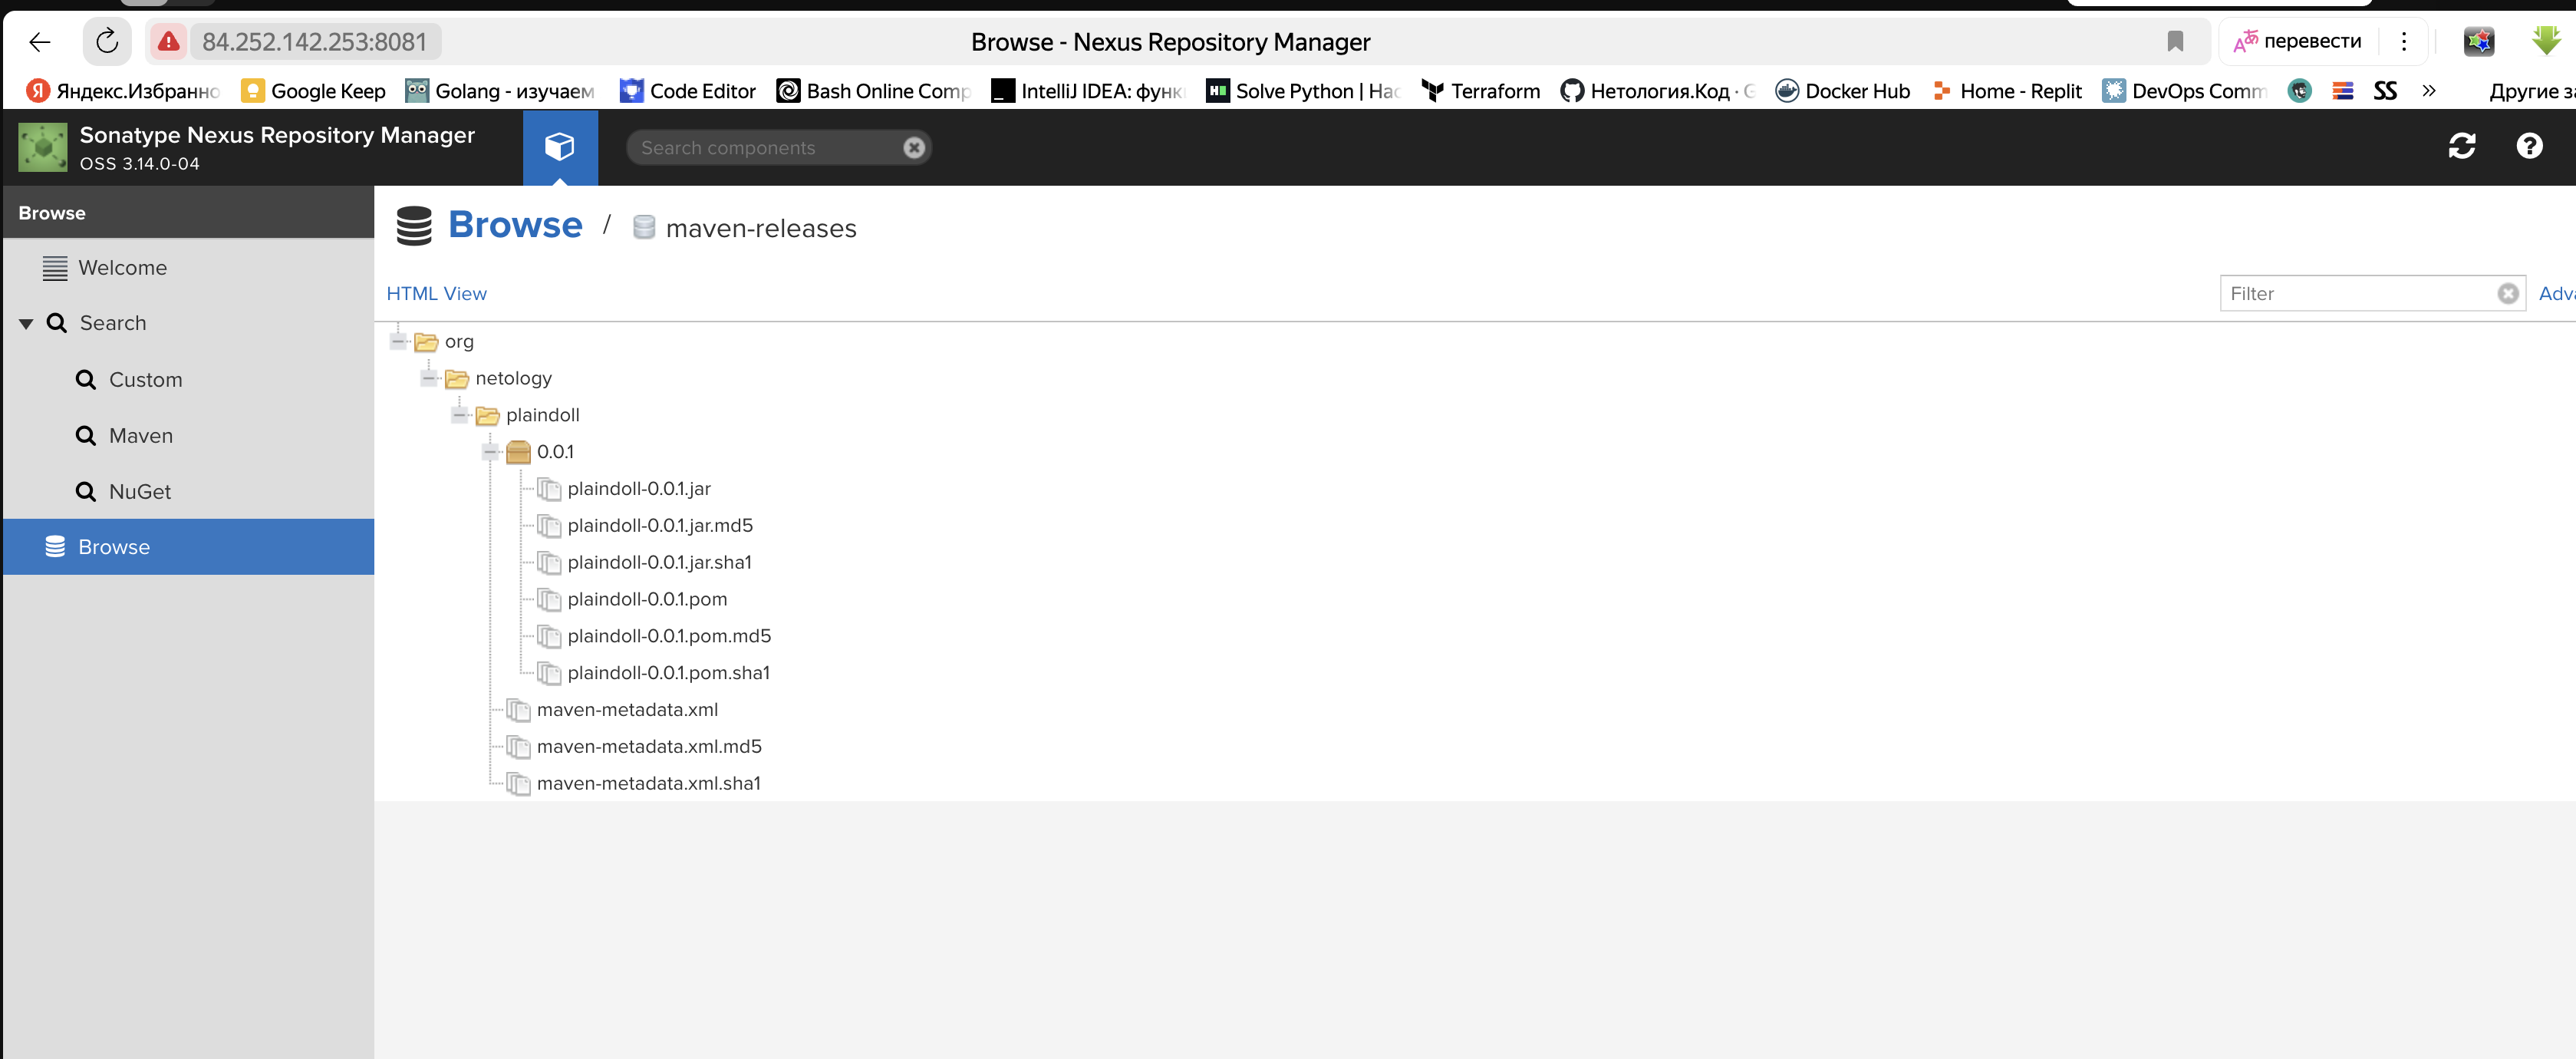 84.252.142.253:8081
Browse - Nexus Repository Manager
перевести
Яндекс.Избранно
Google Keep
Golang - изучаем
Code Editor
Bash Online Comp
IntelliJ IDEA: функ
Solve Python | Hac
Terraform
Нетология.Код · G
Docker Hub
Home - Replit
DevOps Comm
SS
»
Другие за
Sonatype Nexus Repository Manager
OSS 3.14.0-04
Search components
Browse
Welcome
Search
Custom
Maven
NuGet
Browse
Browse / maven-releases
HTML View
Filter
Adva
org
netology
plaindoll
0.0.1
plaindoll-0.0.1.jar
plaindoll-0.0.1.jar.md5
plaindoll-0.0.1.jar.sha1
plaindoll-0.0.1.pom
plaindoll-0.0.1.pom.md5
plaindoll-0.0.1.pom.sha1
maven-metadata.xml
maven-metadata.xml.md5
maven-metadata.xml.sha1